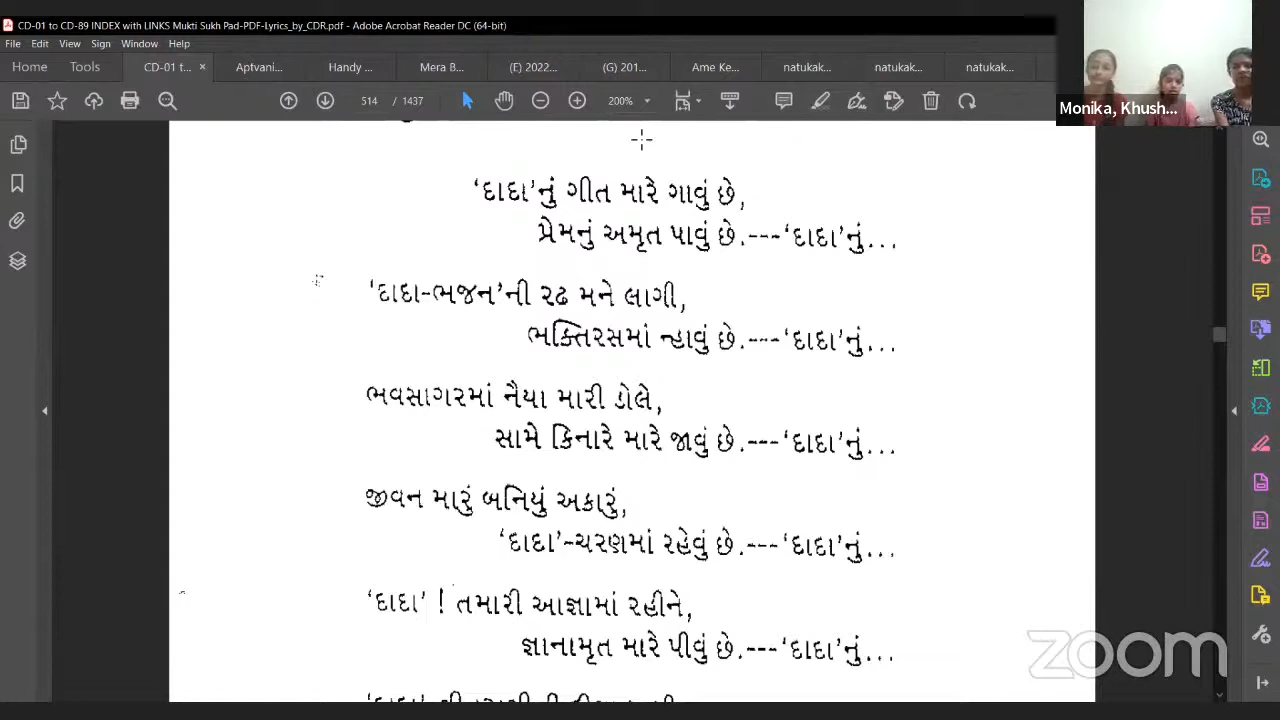 CD-01 to CD-89 INDEX with LINKS Mukti Sukh Pad-PDF-Lyrics_by_CDR.pdf - Adobe Acrobat Reader DC (64-bit)
File Edit View Sign Window Help
Home Tools CD-01 t... × Aptvani... Handy ... Mera B... (E) 2022... (G) 201... Ame Ke... natukak... natukak... natukak...
514 / 1437 200%
Monika, Khush...
‘દાદા’નું ગીત મારે ગાવું છે,
પ્રેમનું અમૃત પાવું છે.---‘દાદા’નું...
‘દાદા-ભજન’ની રઢ મને લાગી,
ભક્તિરસમાં ન્હાવું છે.---‘દાદા’નું...
ભવસાગરમાં નૈયા મારી ડોલે,
સામે કિનારે મારે જાવું છે.---‘દાદા’નું...
જીવન મારું બનિયું અકારું,
‘દાદા’-ચરણમાં રહેવું છે.---‘દાદા’નું...
‘દાદા’ ! તમારી આજ્ઞામાં રહીને,
જ્ઞાનામૃત મારે પીવું છે.---‘દાદા’નું...
zoom